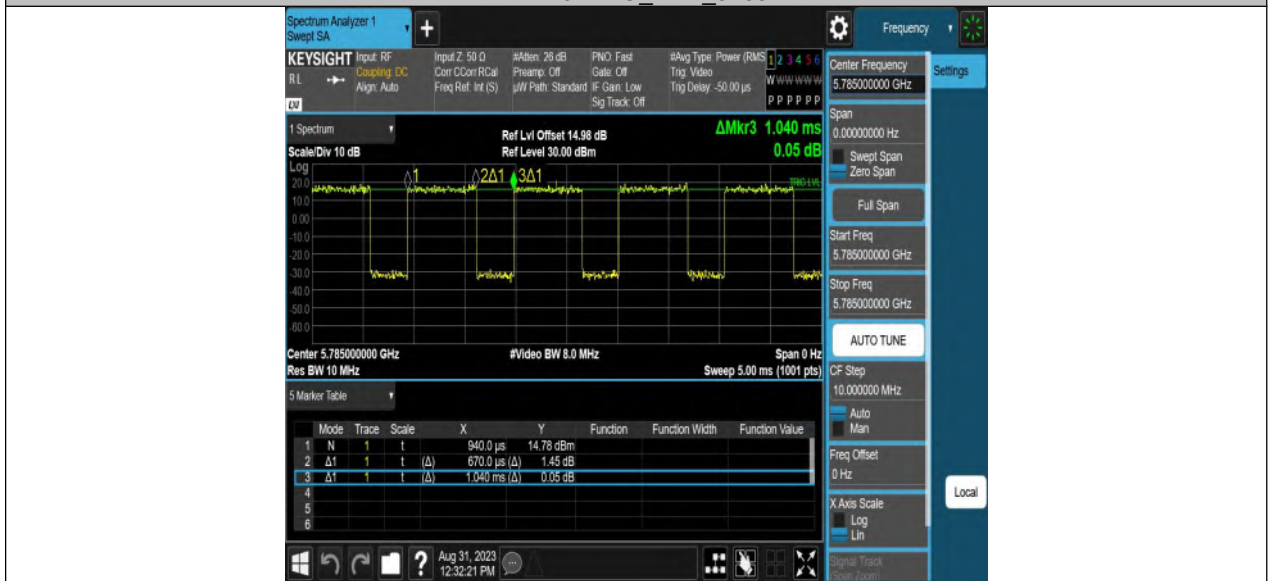 Spectrum Analyzer 1
Swept SA
+
Frequency
KEYSIGHT
RL
LXI
Input: RF
Coupling: DC
Align: Auto
Input Z: 50 Ω
Corr CCorr RCal
Freq Ref: Int (S)
#Atten: 26 dB
Preamp: Off
µW Path: Standard
PNO: Fast
Gate: Off
IF Gain: Low
Sig Track: Off
#Avg Type: Power (RMS
Trig: Video
Trig Delay: -50.00 µs
1 2 3 4 5 6
W W W W W W
P P P P P P
1 Spectrum
Scale/Div 10 dB
Ref Lvl Offset 14.98 dB
Ref Level 30.00 dBm
ΔMkr3 1.040 ms
0.05 dB
Log
1
2Δ1
3Δ1
TRIG LVL
20.0
10.0
0.00
-10.0
-20.0
-30.0
-40.0
-50.0
-60.0
Center 5.785000000 GHz
#Video BW 8.0 MHz
Span 0 Hz
Res BW 10 MHz
Sweep 5.00 ms (1001 pts)
5 Marker Table
Mode Trace Scale X Y Function Function Width Function Value
1 N 1 t 940.0 µs 14.78 dBm
2 Δ1 1 t (Δ) 670.0 µs (Δ) 1.45 dB
3 Δ1 1 t (Δ) 1.040 ms (Δ) 0.05 dB
4
5
6
?
Aug 31, 2023
12:32:21 PM
Center Frequency
5.785000000 GHz
Settings
Span
0.00000000 Hz
Swept Span
Zero Span
Full Span
Start Freq
5.785000000 GHz
Stop Freq
5.785000000 GHz
AUTO TUNE
CF Step
10.000000 MHz
Auto
Man
Freq Offset
0 Hz
X Axis Scale
Log
Lin
Signal Track
(Span Zoom)
Local